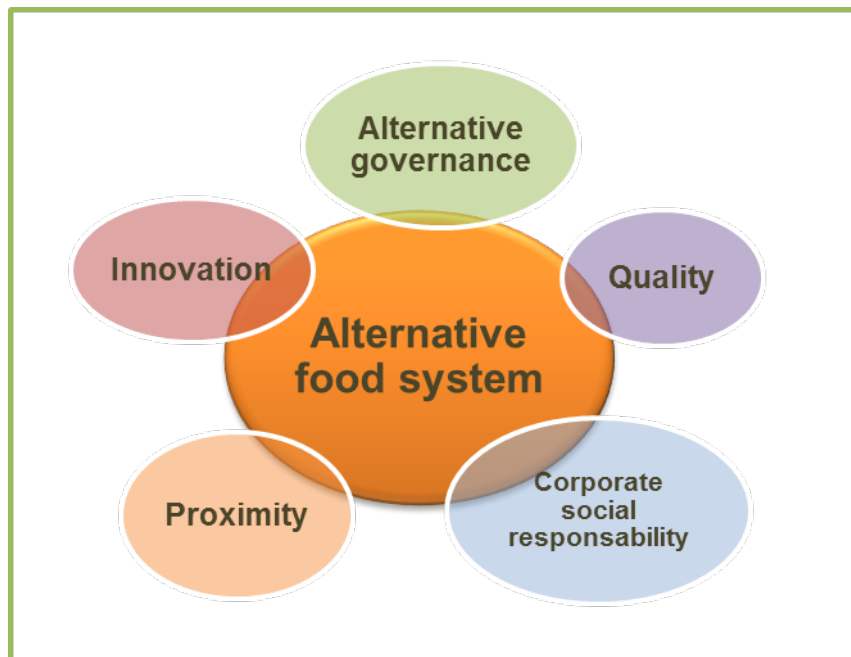 Alternative
governance
Innovation
Quality
Alternative
food system
Proximity
Corporate
social
responsability